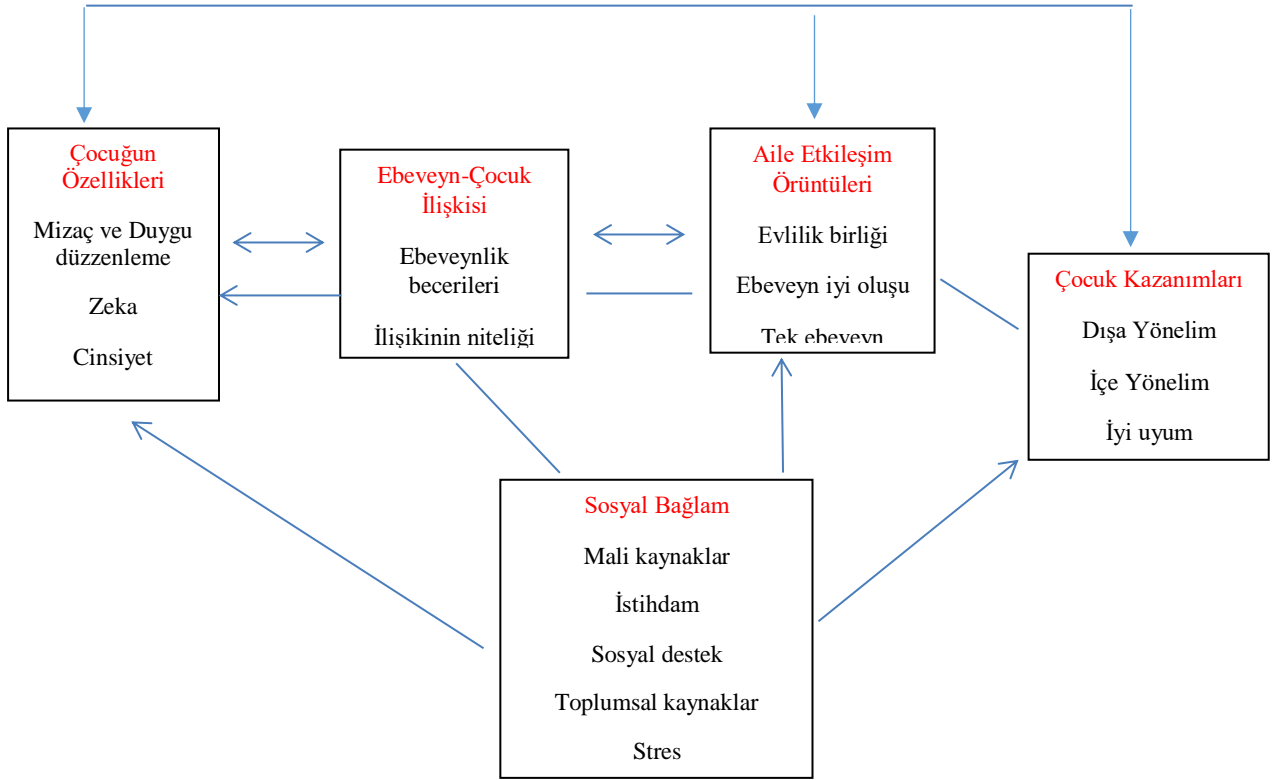 Çocuğun
Özellikleri
Mizaç ve Duygu
düzzenleme
Zeka
Cinsiyet
Ebeveyn-Çocuk
İlişkisi
Ebeveynlik
becerileri
İlişikinin niteliği
Aile Etkileşim
Örüntüleri
Evlilik birliği
Ebeveyn iyi oluşu
Tek ebeveyn
Çocuk Kazanımları
Dışa Yönelim
İçe Yönelim
İyi uyum
Sosyal Bağlam
Mali kaynaklar
İstihdam
Sosyal destek
Toplumsal kaynaklar
Stres